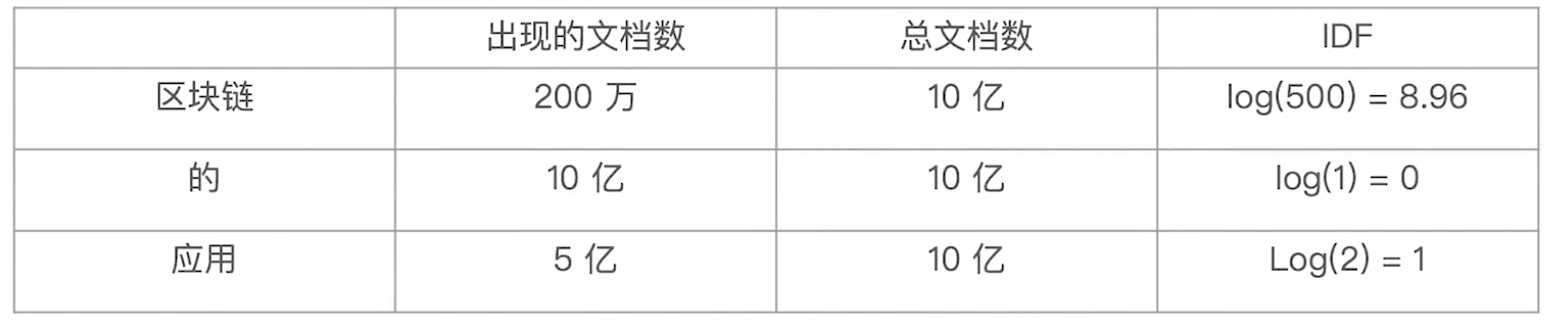 出现的文档数 总文档数 IDF
区块链 200 万 10 亿 log(500) = 8.96
的 10 亿 10 亿 log(1) = 0
应用 5 亿 10 亿 Log(2) = 1